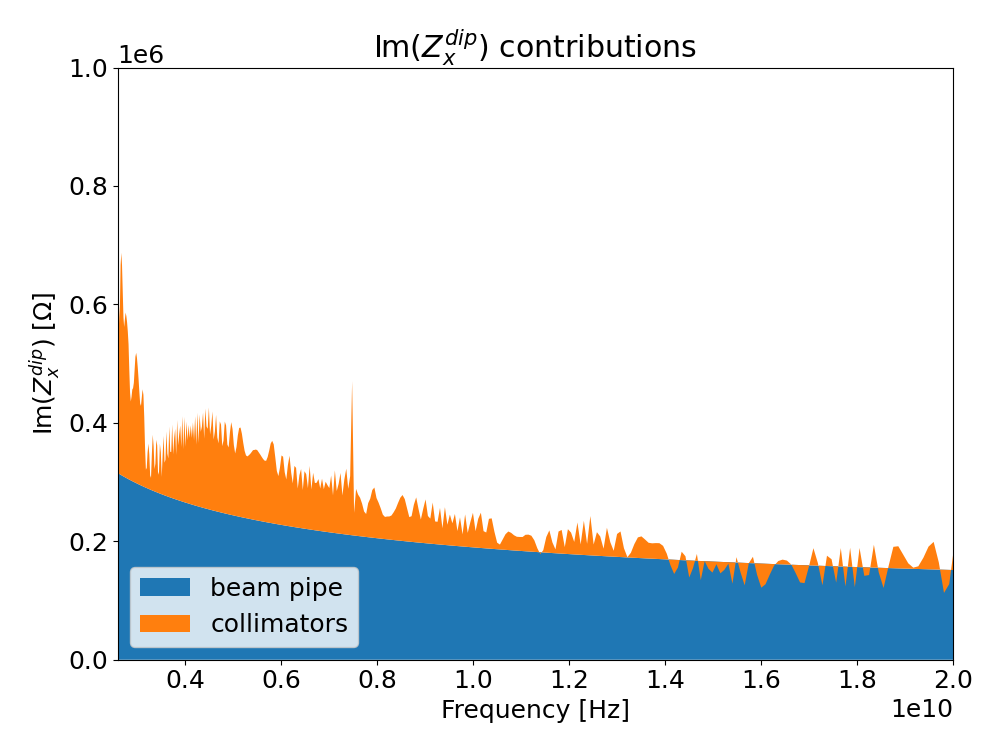 Im(Z_x^{dip}) contributions
1e6
1.0
0.8
0.6
0.4
0.2
0.0
Im(Z_x^{dip}) [Ω]
beam pipe
collimators
0.4 0.6 0.8 1.0 1.2 1.4 1.6 1.8 2.0
Frequency [Hz]
1e10